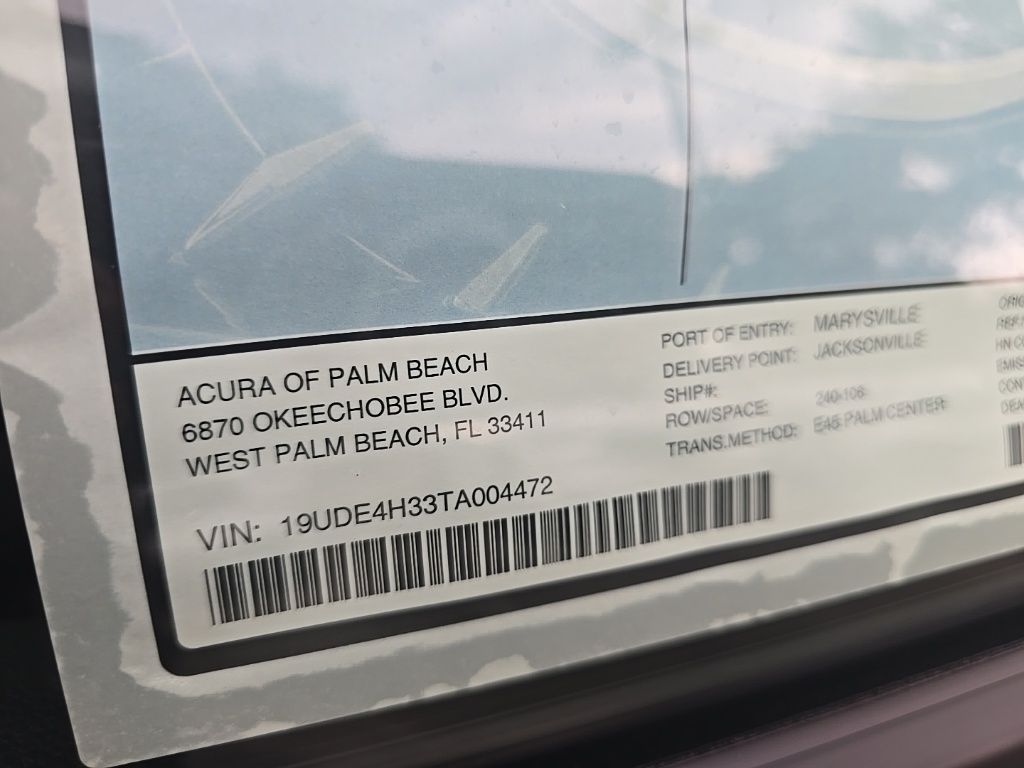 ACURA OF PALM BEACH
6870 OKEECHOBEE BLVD.
WEST PALM BEACH, FL 33411
VIN: 19UDE4H33TA004472
PORT OF ENTRY: MARYSVILLE
DELIVERY POINT: JACKSONVILLE
SHIP#:
ROW/SPACE: 240-106
TRANS.METHOD: E45 PALM CENTER